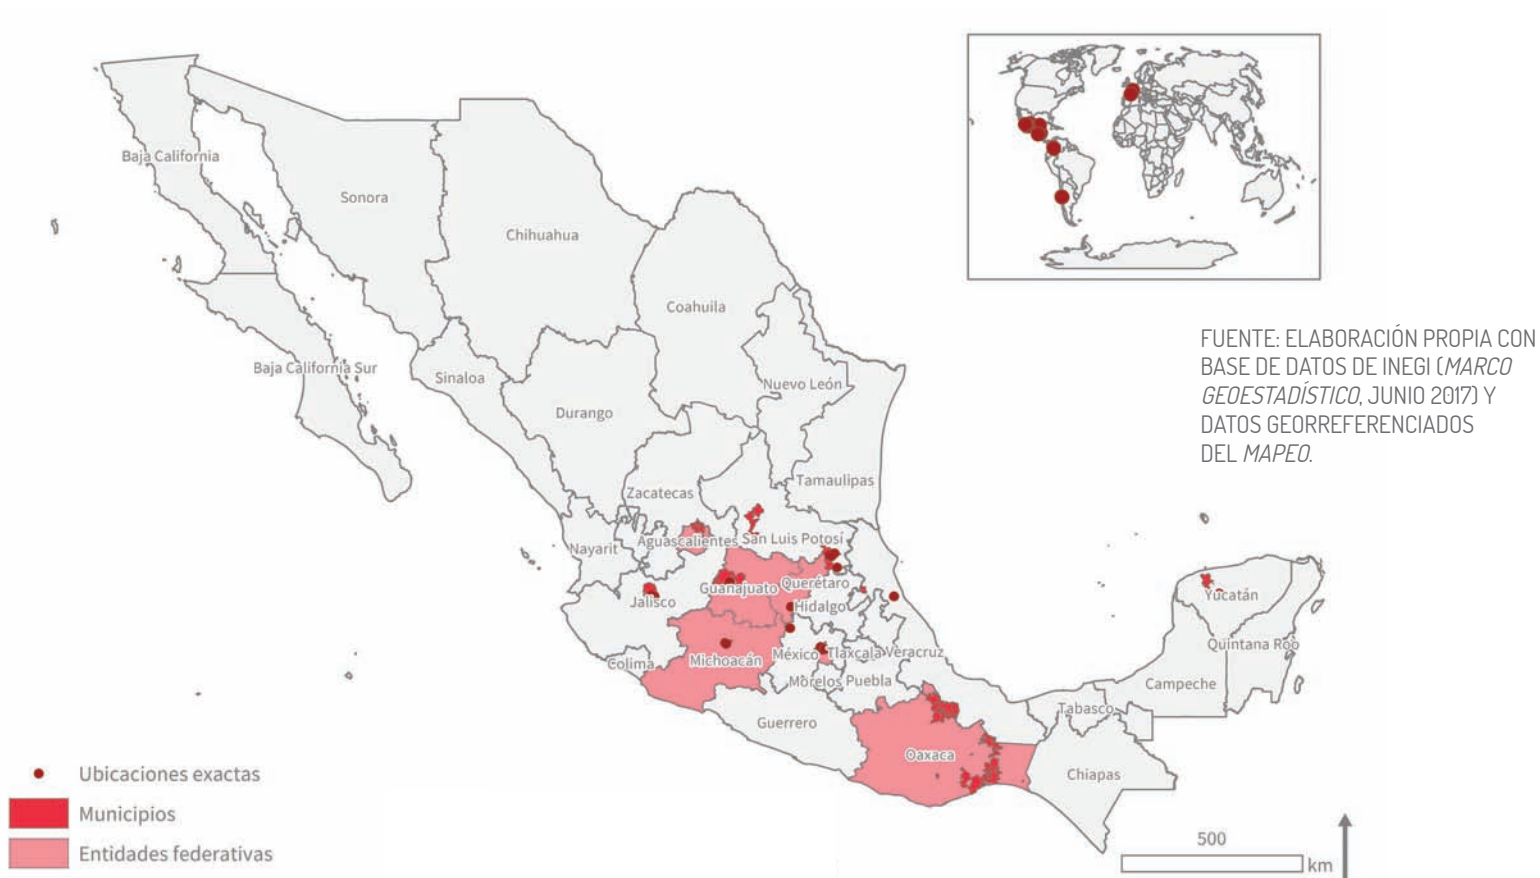 Baja California
Sonora
Chihuahua
Coahuila
Baja California Sur
Sinaloa
Nuevo León
Durango
Tamaulipas
Zacatecas
Nayarit
Aguascalientes
San Luis Potosí
Jalisco
Guanajuato
Querétaro
Hidalgo
Yucatán
Quintana Roo
Colima
Michoacán
México
Tlaxcala
Veracruz
Morelos
Puebla
Campeche
Tabasco
Guerrero
Oaxaca
Chiapas
FUENTE: ELABORACIÓN PROPIA CON
BASE DE DATOS DE INEGI (MARCO
GEOESTADÍSTICO, JUNIO 2017) Y
DATOS GEORREFERENCIADOS
DEL MAPEO.
Ubicaciones exactas
Municipios
Entidades federativas
500
km